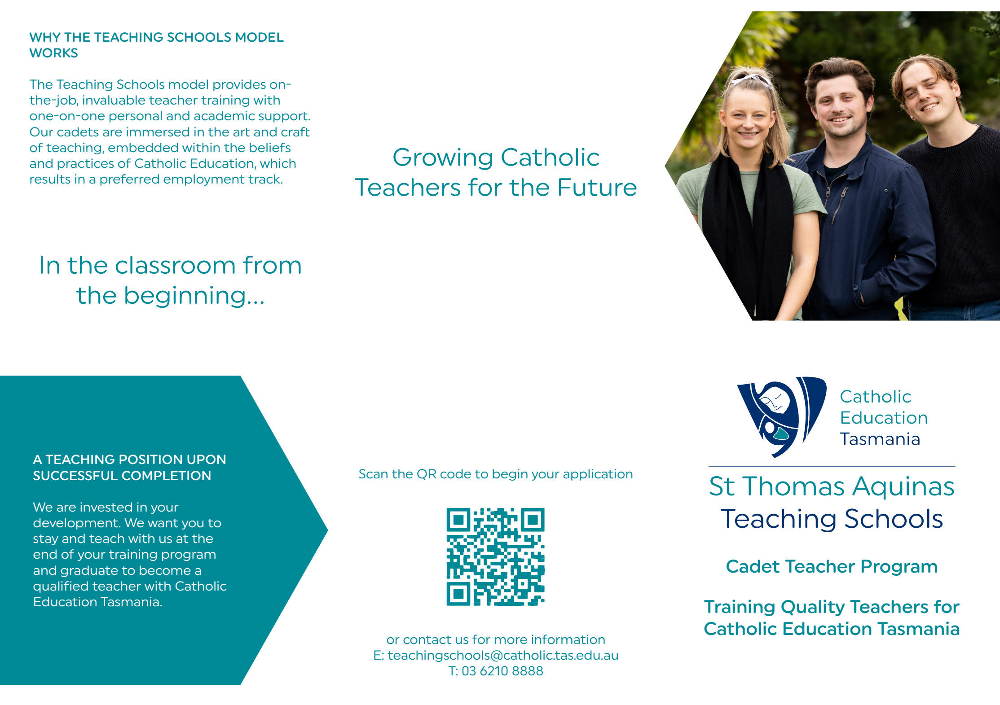 WHY THE TEACHING SCHOOLS MODEL
WORKS
The Teaching Schools model provides on-
the-job, invaluable teacher training with
one-on-one personal and academic support.
Our cadets are immersed in the art and craft
of teaching, embedded within the beliefs
and practices of Catholic Education, which
results in a preferred employment track.
In the classroom from
the beginning...
A TEACHING POSITION UPON
SUCCESSFUL COMPLETION
We are invested in your
development. We want you to
stay and teach with us at the
end of your training program
and graduate to become a
qualified teacher with Catholic
Education Tasmania.
Growing Catholic
Teachers for the Future
Scan the QR code to begin your application
or contact us for more information
E: teachingschools@catholic.tas.edu.au
T: 03 6210 8888
Catholic
Education
Tasmania
St Thomas Aquinas
Teaching Schools
Cadet Teacher Program
Training Quality Teachers for
Catholic Education Tasmania